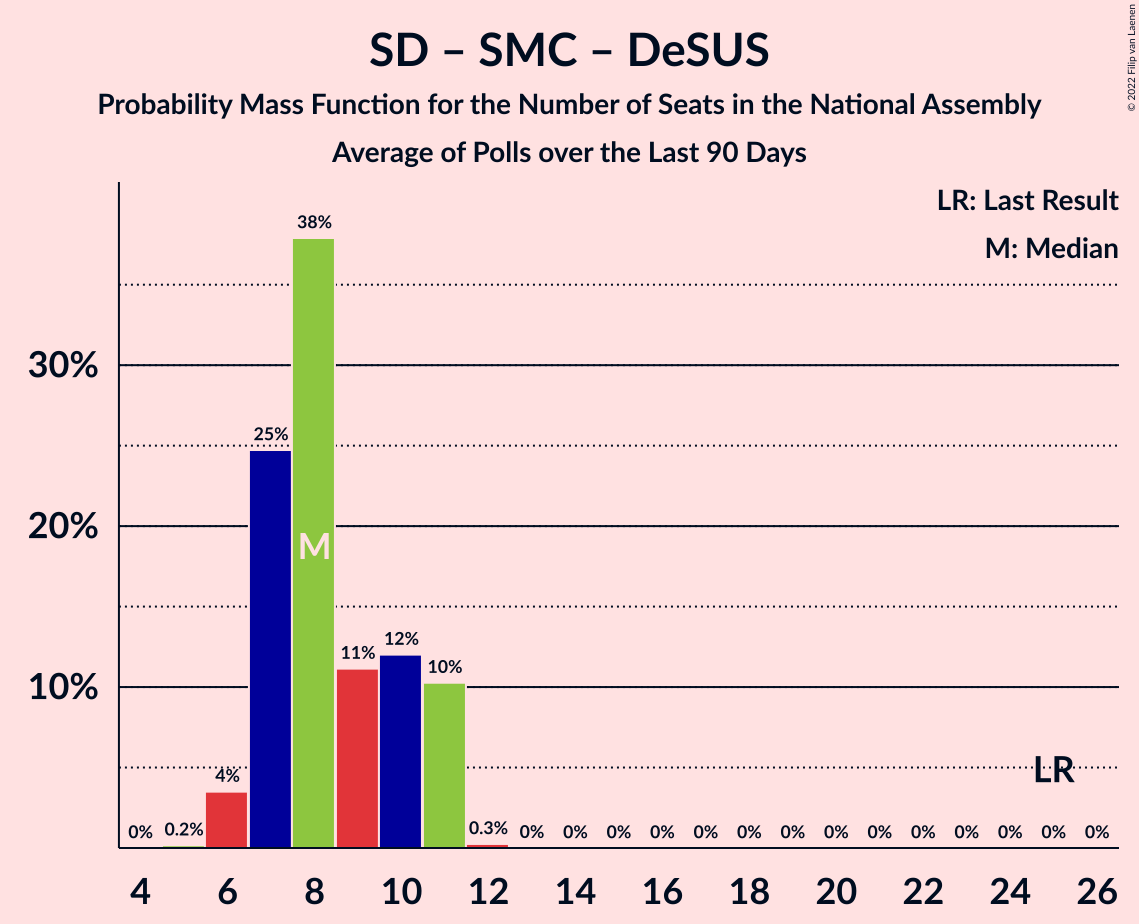 SD – SMC – DeSUS
Probability Mass Function for the Number of Seats in the National Assembly
Average of Polls over the Last 90 Days
© 2022 Filip van Laenen
LR: Last Result
M: Median
38%
30%
25%
20%
M
12%
11%
10%
10%
LR
4%
0% 0.2% 0.3% 0% 0% 0% 0% 0% 0% 0% 0% 0% 0% 0% 0% 0% 0%
4 6 8 10 12 14 16 18 20 22 24 26